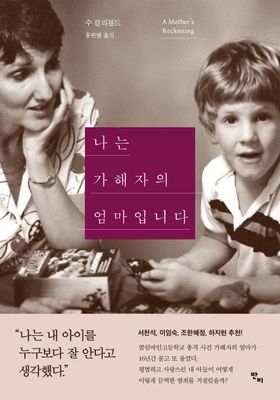 수 클리볼드
홍한별 옮김
A Mother's
Reckoning
나는
가해자의
엄마입니다
“나는 내 아이를
누구보다 잘 안다고
생각했다.”
서천석, 이임숙, 조한혜정, 하지현 추천!
콜럼바인고등학교 총격 사건 가해자의 엄마가
16년간 묻고 또 물었다.
평범하고 사랑스런 내 아들이 어떻게
이렇게 끔찍한 범죄를 저질렀을까?
반비